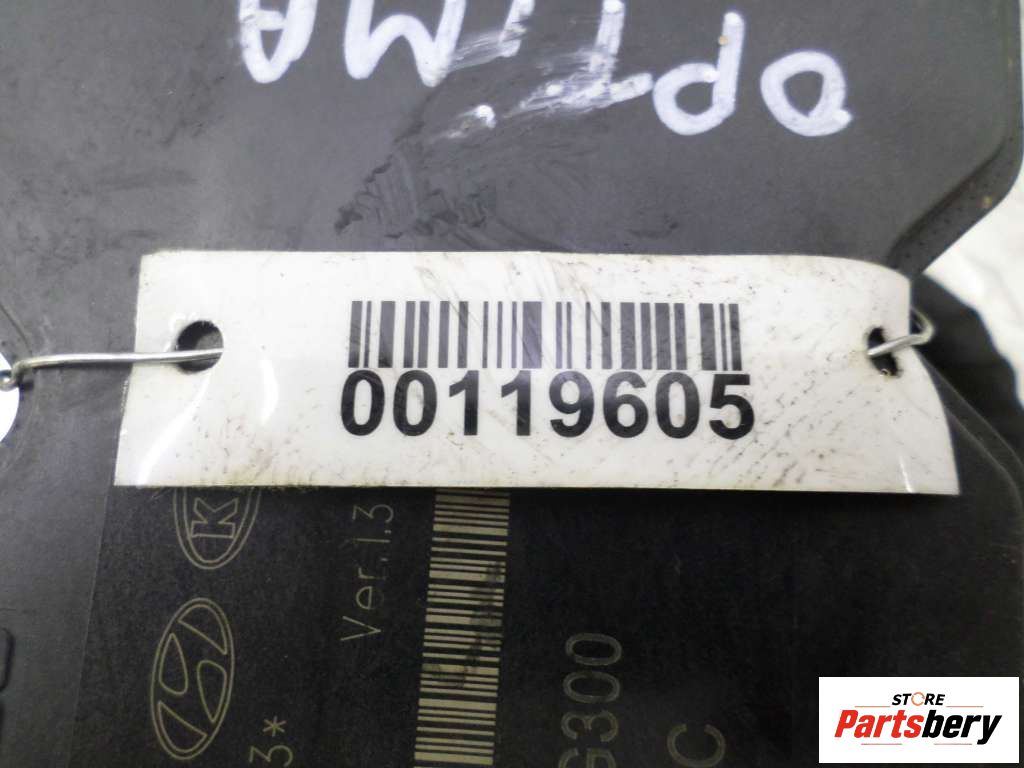 OPTIMA
00119605
K
Ver.1.3
3*
G300
C
STORE
Partsbery